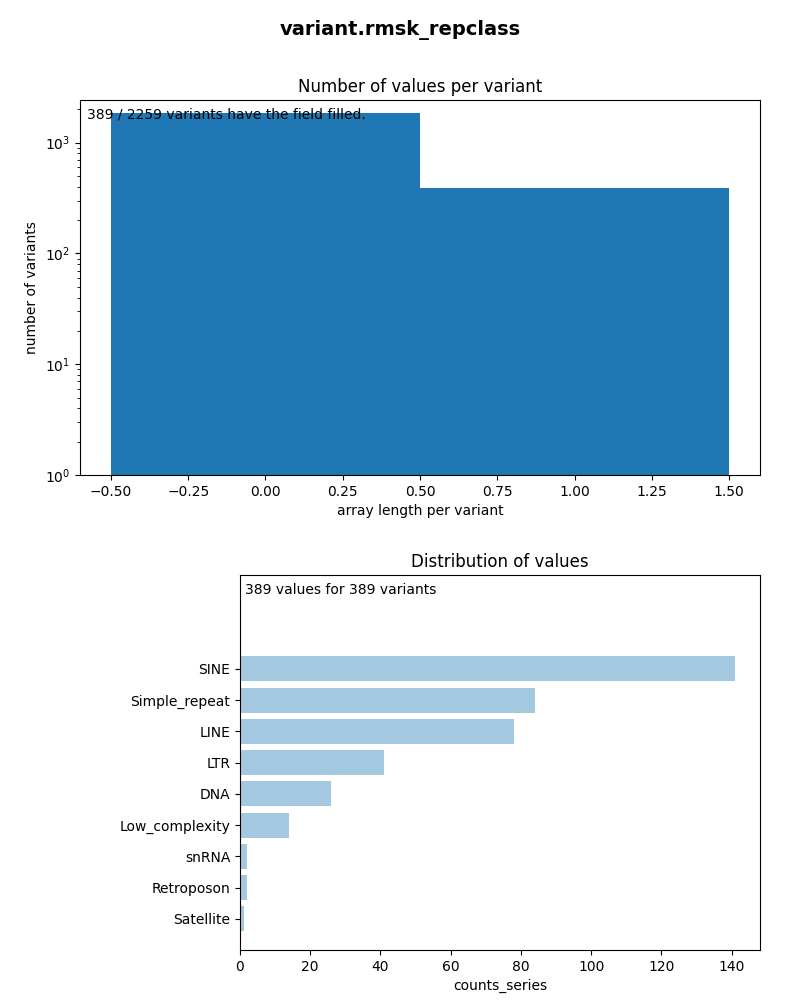 variant.rmsk_repclass
Number of values per variant
389 / 2259 variants have the field filled.
number of variants
10³
10²
10¹
10⁰
−0.50 −0.25 0.00 0.25 0.50 0.75 1.00 1.25 1.50
array length per variant
Distribution of values
389 values for 389 variants
SINE
Simple_repeat
LINE
LTR
DNA
Low_complexity
snRNA
Retroposon
Satellite
0 20 40 60 80 100 120 140
counts_series